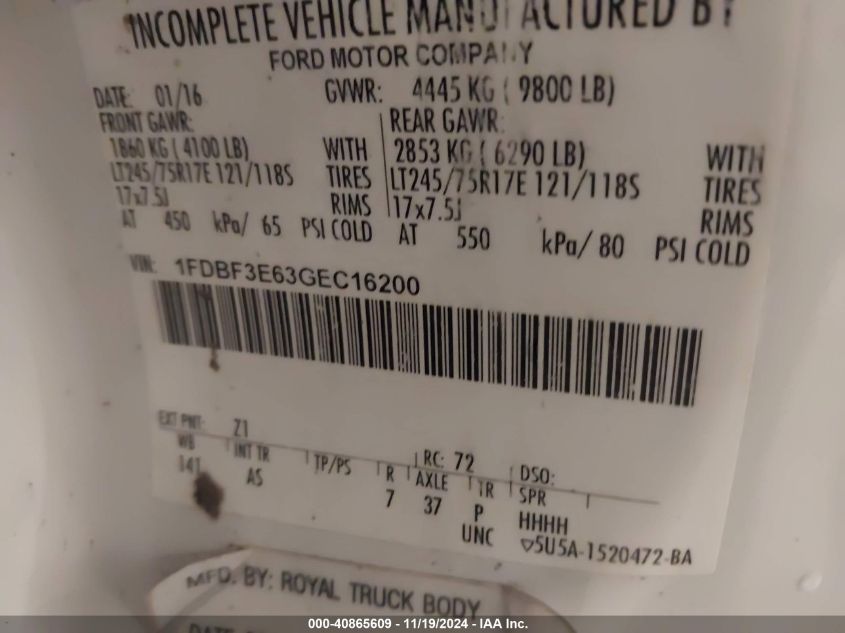 INCOMPLETE VEHICLE MANUFACTURED BY
FORD MOTOR COMPANY
DATE: 01/16 GVWR: 4445 KG ( 9800 LB)
FRONT GAWR: REAR GAWR:
1860 KG ( 4100 LB) WITH 2853 KG ( 6290 LB) WITH
LT245/75R17E 121/118S TIRES LT245/75R17E 121/118S TIRES
17x7.5J RIMS 17x7.5J RIMS
AT 450 kPa/ 65 PSI COLD AT 550 kPa/ 80 PSI COLD
VIN: 1FDBF3E63GEC16200
EXT PNT: Z1 RC: 72 DSO:
WB INT TR TP/PS R AXLE TR SPR
141 AS 7 37 P HHHH
UNC ▽5U5A-1520472-BA
MFD. BY: ROYAL TRUCK BODY
000-40865609 - 11/19/2024 - IAA Inc.